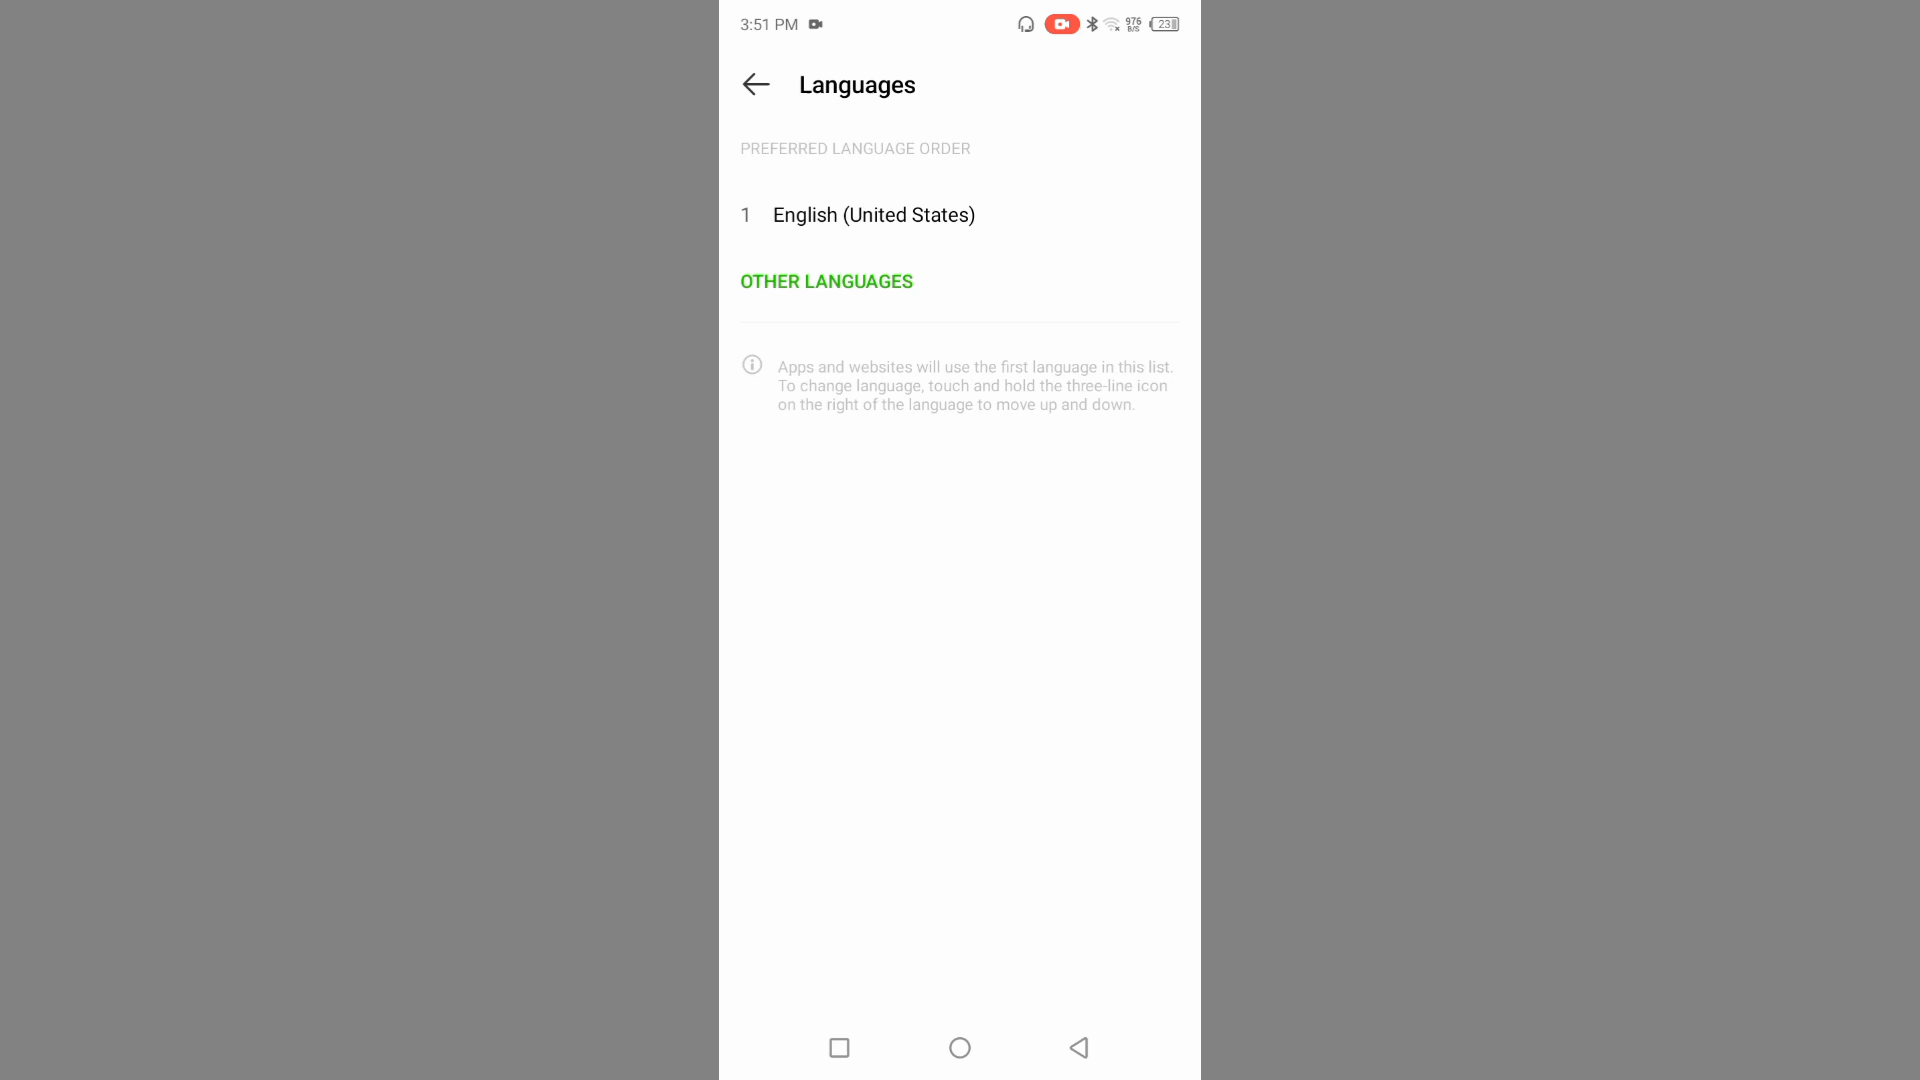 3:51 PM
976
B/S
23
Languages
PREFERRED LANGUAGE ORDER
1 English (United States)
OTHER LANGUAGES
Apps and websites will use the first language in this list.
To change language, touch and hold the three-line icon
on the right of the language to move up and down.